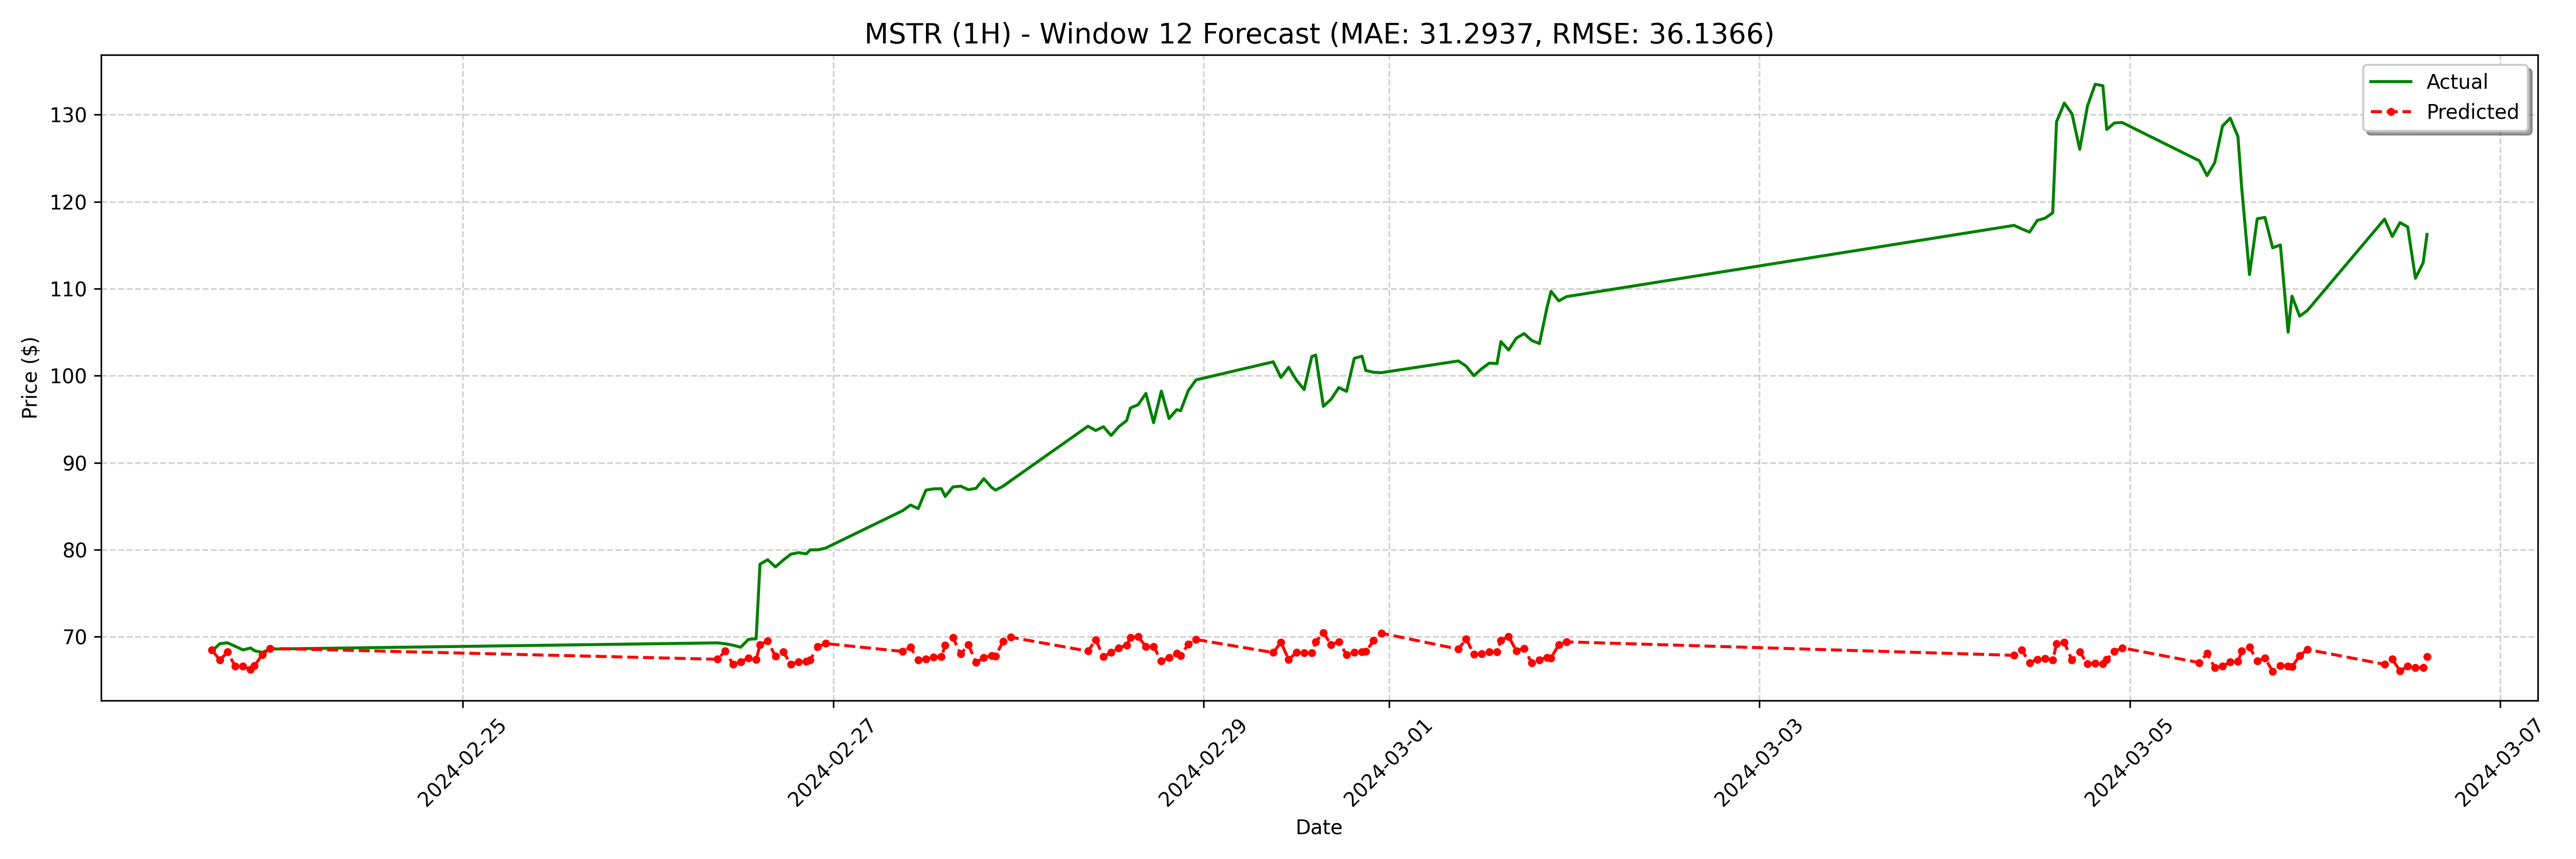 MSTR (1H) - Window 12 Forecast (MAE: 31.2937, RMSE: 36.1366)
Actual
Predicted
Price ($)
130
120
110
100
90
80
70
2024-02-25
2024-02-27
2024-02-29
2024-03-01
2024-03-03
2024-03-05
2024-03-07
Date